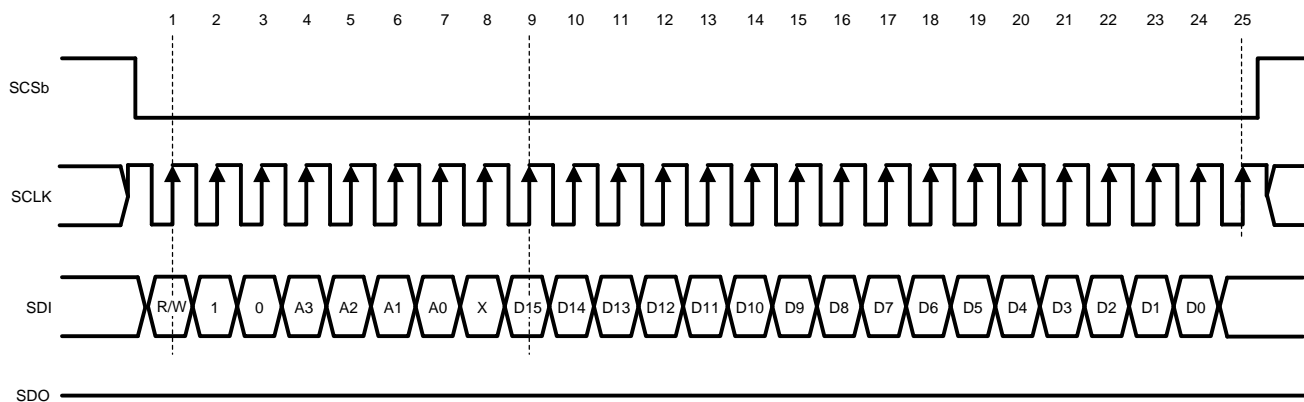 1 2 3 4 5 6 7 8 9 10 11 12 13 14 15 16 17 18 19 20 21 22 23 24 25
SCSb
SCLK
SDI R/W 1 0 A3 A2 A1 A0 X D15 D14 D13 D12 D11 D10 D9 D8 D7 D6 D5 D4 D3 D2 D1 D0
SDO